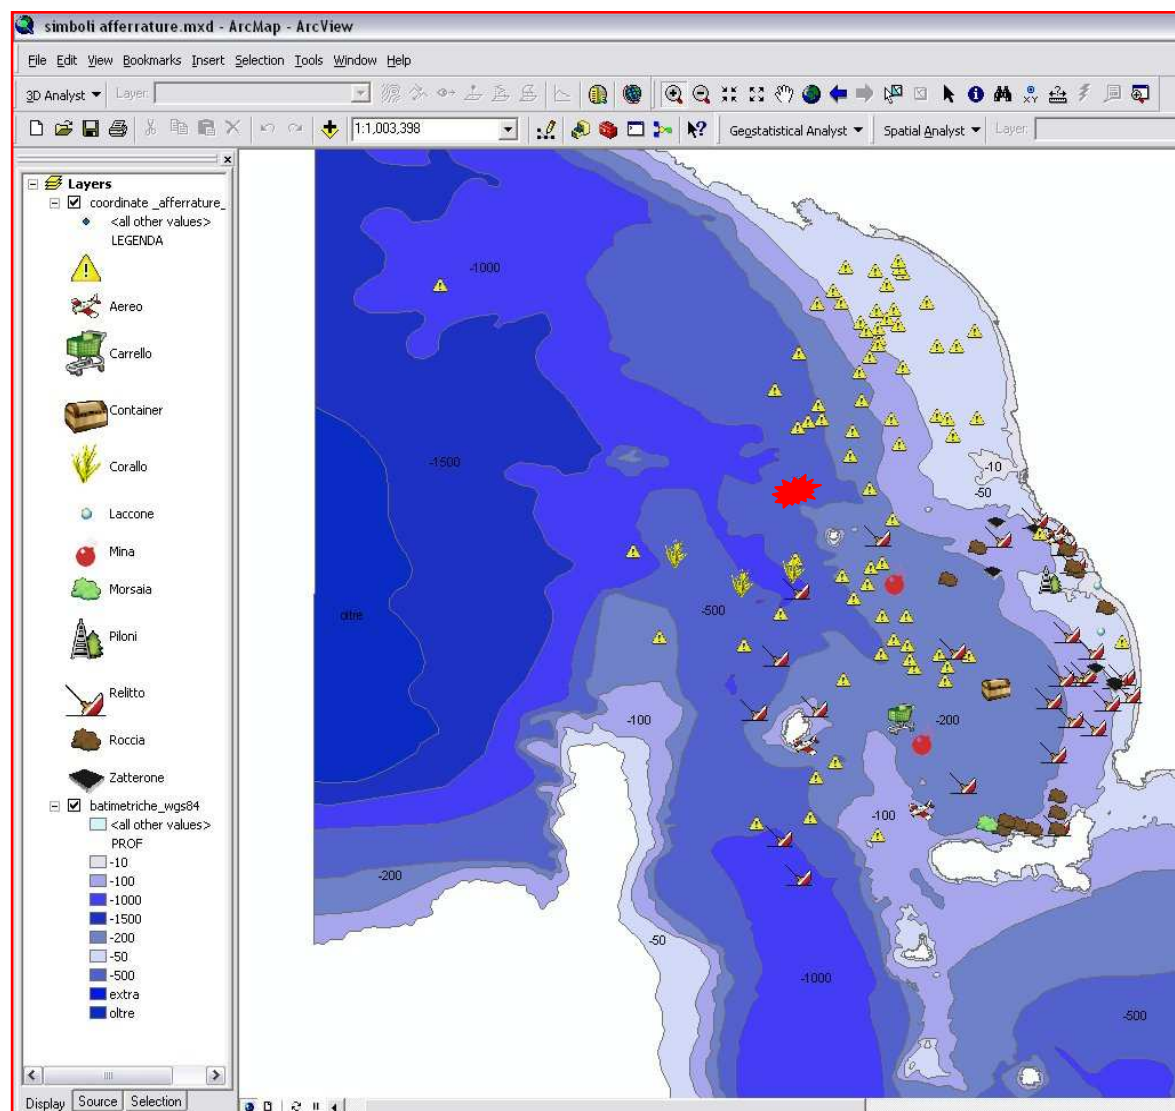 simboli afferrature.mxd - ArcMap - ArcView
File Edit View Bookmarks Insert Selection Tools Window Help
3D Analyst Layer:
1:1,003,398 Geostatistical Analyst Spatial Analyst Layer:
Layers
coordinate _afferrature_
<all other values>
LEGENDA
Aereo
Carrello
Container
Corallo
Laccone
Mina
Morsaia
Piloni
Relitto
Roccia
Zatterone
batimetriche_wgs84
<all other values>
PROF
-10
-100
-1000
-1500
-200
-50
-500
extra
oltre
Display Source Selection
-1000
-1500
-10
-50
oltre
-500
-100
-200
-100
-200
-50
-1000
-500